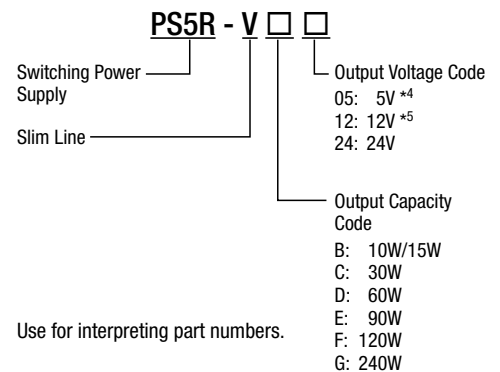 PS5R - V □ □
Switching Power
Supply
Slim Line
Output Voltage Code
05: 5V *4
12: 12V *5
24: 24V
Output Capacity
Code
B: 10W/15W
C: 30W
D: 60W
E: 90W
F: 120W
G: 240W
Use for interpreting part numbers.